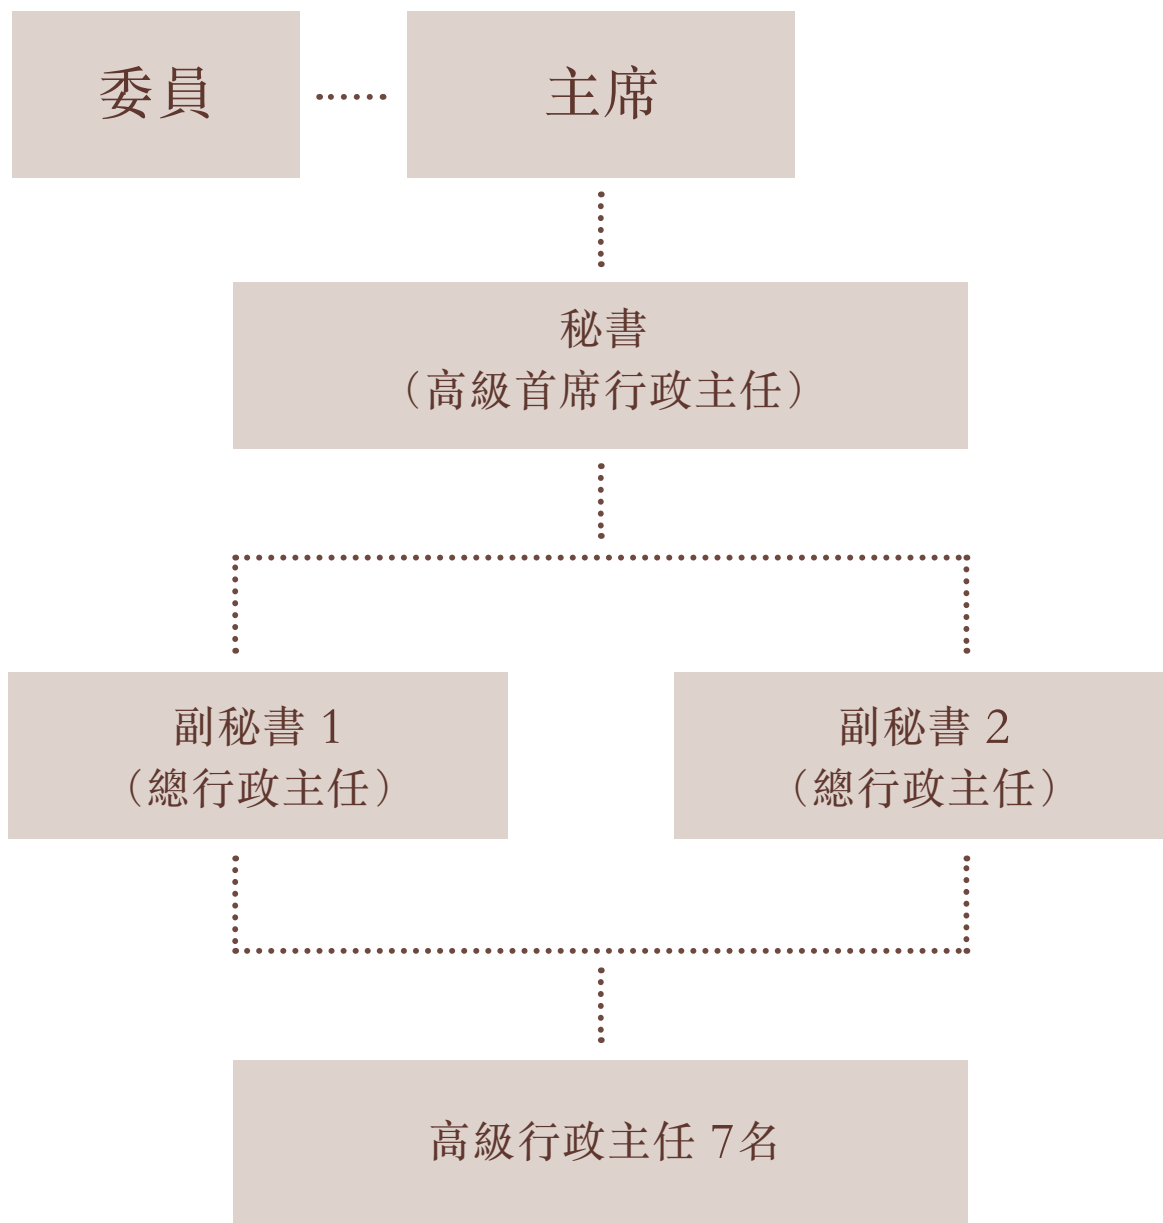 委員
主席
秘書
（高級首席行政主任）
副秘書 1
（總行政主任）
副秘書 2
（總行政主任）
高級行政主任 7名